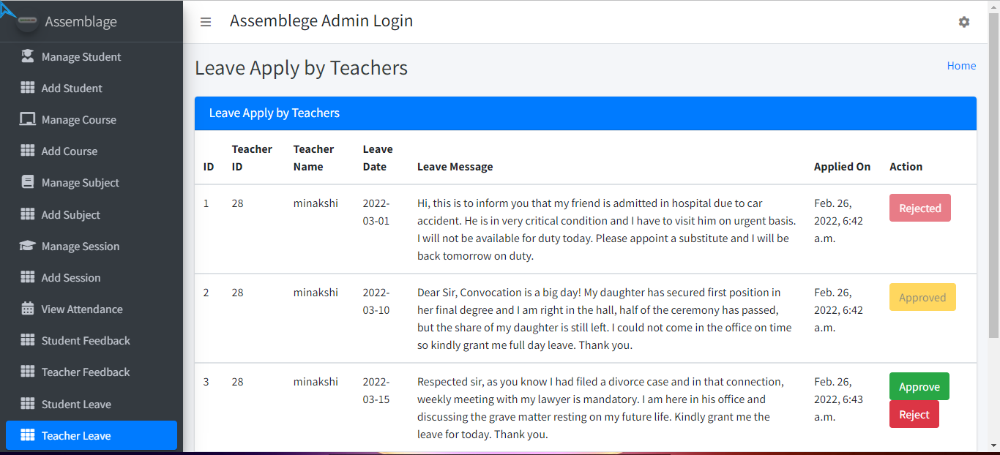 Assemblage
Manage Student
Add Student
Manage Course
Add Course
Manage Subject
Add Subject
Manage Session
Add Session
View Attendance
Student Feedback
Teacher Feedback
Student Leave
Teacher Leave
Assemblege Admin Login
Leave Apply by Teachers
Home
Leave Apply by Teachers
ID Teacher ID Teacher Name Leave Date Leave Message Applied On Action
1 28 minakshi 2022-03-01
Hi, this is to inform you that my friend is admitted in hospital due to car
accident. He is in very critical condition and I have to visit him on urgent basis.
I will not be available for duty today. Please appoint a substitute and I will be
back tomorrow on duty.
Feb. 26,
2022, 6:42
a.m.
Rejected
2 28 minakshi 2022-03-10
Dear Sir, Convocation is a big day! My daughter has secured first position in
her final degree and I am right in the hall, half of the ceremony has passed,
but the share of my daughter is still left. I could not come in the office on time
so kindly grant me full day leave. Thank you.
Feb. 26,
2022, 6:42
a.m.
Approved
3 28 minakshi 2022-03-15
Respected sir, as you know I had filed a divorce case and in that connection,
weekly meeting with my lawyer is mandatory. I am here in his office and
discussing the grave matter resting on my future life. Kindly grant me the
leave for today. Thank you.
Feb. 26,
2022, 6:43
a.m.
Approve
Reject